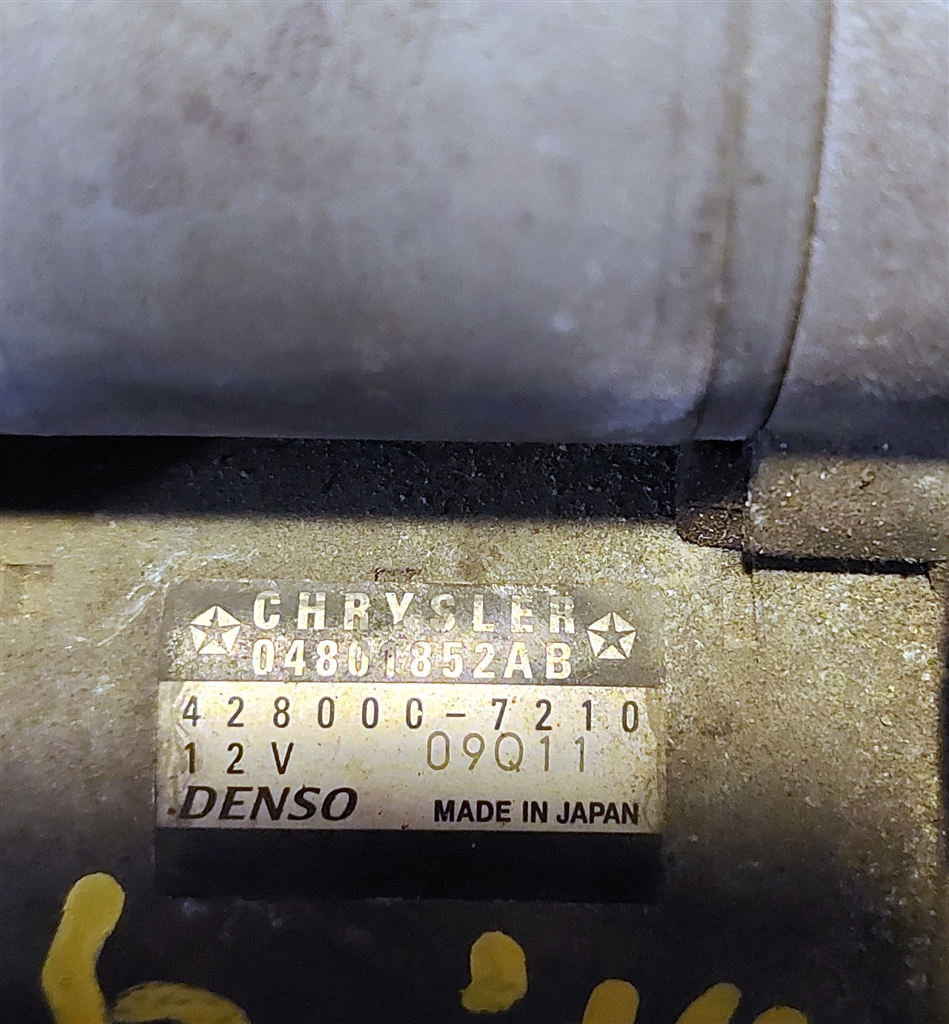 CHRYSLER
04801852AB
428000-7210
12V 09Q11
DENSO MADE IN JAPAN